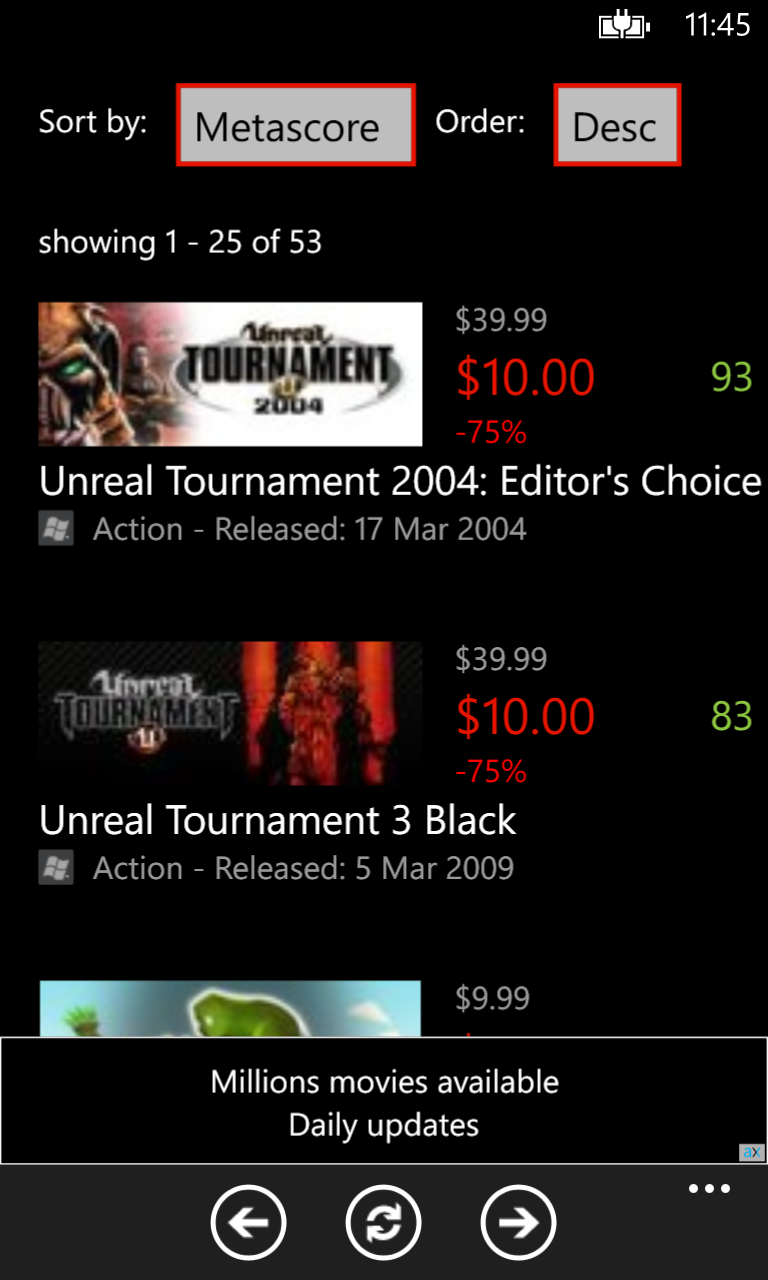 11:45
Sort by: Metascore Order: Desc
showing 1 - 25 of 53
Unreal
TOURNAMENT
2004
$39.99
$10.00 93
-75%
Unreal Tournament 2004: Editor's Choice
Action - Released: 17 Mar 2004
Unreal
TOURNAMENT
$39.99
$10.00 83
-75%
Unreal Tournament 3 Black
Action - Released: 5 Mar 2009
$9.99
Millions movies available
Daily updates
ax